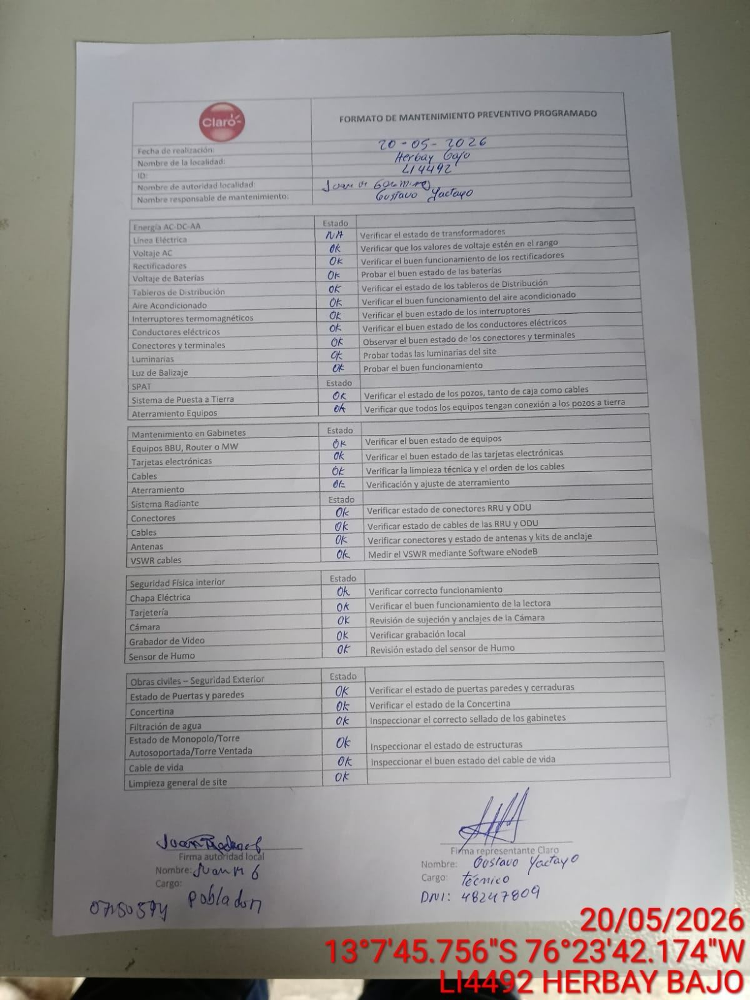 Claro
FORMATO DE MANTENIMIENTO PREVENTIVO PROGRAMADO
Fecha de realización: 20-05-2026
Nombre de la localidad: Herbay Bajo
ID: LI4492
Nombre de autoridad localidad: Juan M
Nombre responsable de mantenimiento: Gustavo Yactayo
Energía AC-DC-AA Estado
Línea Eléctrica NA Verificar el estado de transformadores
Voltaje AC OK Verificar que los valores de voltaje estén en el rango
Rectificadores OK Verificar el buen funcionamiento de los rectificadores
Voltaje de Baterías OK Probar el buen estado de las baterías
Tableros de Distribución OK Verificar el estado de los tableros de Distribución
Aire Acondicionado OK Verificar el buen funcionamiento del aire acondicionado
Interruptores termomagnéticos OK Verificar el buen estado de los interruptores
Conductores eléctricos OK Verificar el buen estado de los conductores eléctricos
Conectores y terminales OK Observar el buen estado de los conectores y terminales
Luminarias OK Probar todas las luminarias del site
Luz de Balizaje OK Probar el buen funcionamiento
SPAT Estado
Sistema de Puesta a Tierra OK Verificar el estado de los pozos, tanto de caja como cables
Aterramiento Equipos OK Verificar que todos los equipos tengan conexión a los pozos a tierra
Mantenimiento en Gabinetes Estado
Equipos BBU, Router o MW OK Verificar el buen estado de equipos
Tarjetas electrónicas OK Verificar el buen estado de las tarjetas electrónicas
Cables OK Verificar la limpieza técnica y el orden de los cables
Aterramiento OK Verificación y ajuste de aterramiento
Sistema Radiante Estado
Conectores OK Verificar estado de conectores RRU y ODU
Cables OK Verificar estado de cables de las RRU y ODU
Antenas OK Verificar conectores y estado de antenas y kits de anclaje
VSWR cables OK Medir el VSWR mediante Software eNodeB
Seguridad Física interior Estado
Chapa Eléctrica OK Verificar correcto funcionamiento
Tarjetería OK Verificar el buen funcionamiento de la lectora
Cámara OK Revisión de sujeción y anclajes de la Cámara
Grabador de Video OK Verificar grabación local
Sensor de Humo OK Revisión estado del sensor de Humo
Obras civiles – Seguridad Exterior Estado
Estado de Puertas y paredes OK Verificar el estado de puertas paredes y cerraduras
Concertina OK Verificar el estado de la Concertina
Filtración de agua OK Inspeccionar el correcto sellado de los gabinetes
Estado de Monopolo/Torre
Autosoportada/Torre Ventada OK Inspeccionar el estado de estructuras
Cable de vida OK Inspeccionar el buen estado del cable de vida
Limpieza general de site OK
Juan
Firma autoridad local
Nombre: Juan M G
Cargo:
Poblador
Firma representante Claro
Nombre: Gustavo Yactayo
Cargo: Técnico
DNI: 48247809
20/05/2026
13°7'45.756"S 76°23'42.174"W
LI4492 HERBAY BAJO